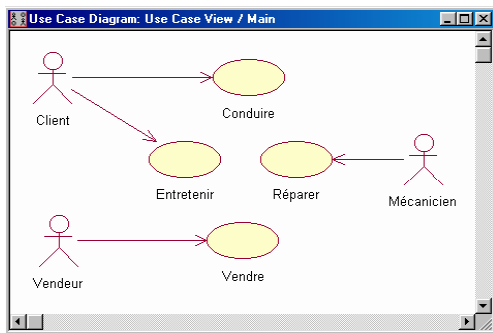 Use Case Diagram: Use Case View / Main
Client
Conduire
Entretenir
Réparer
Mécanicien
Vendeur
Vendre